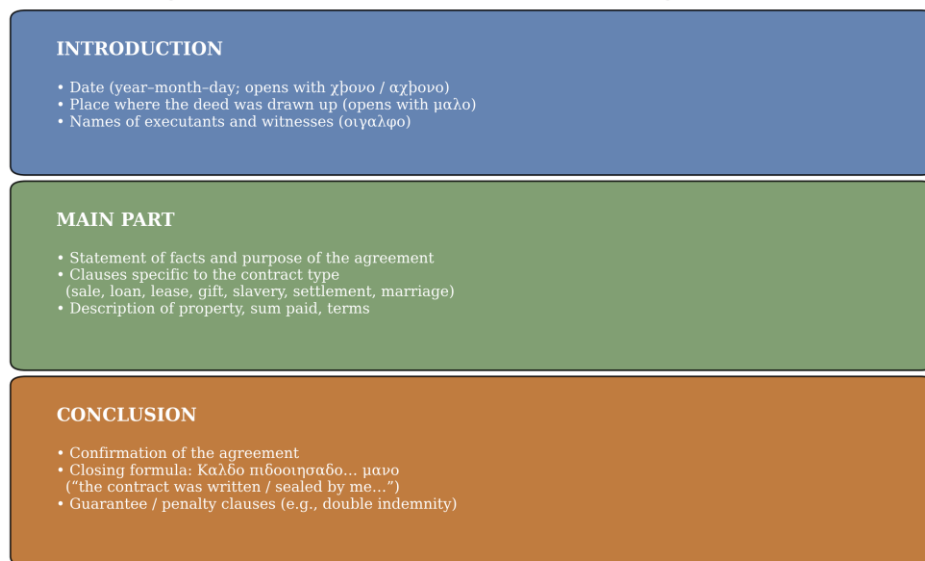 INTRODUCTION
• Date (year–month–day; opens with χϸονο / αχϸονο)
• Place where the deed was drawn up (opens with μαλο)
• Names of executants and witnesses (οιγαλφο)
MAIN PART
• Statement of facts and purpose of the agreement
• Clauses specific to the contract type
(sale, loan, lease, gift, slavery, settlement, marriage)
• Description of property, sum paid, terms
CONCLUSION
• Confirmation of the agreement
• Closing formula: Καλδο πιδοοιησαδο… μανο
(“the contract was written / sealed by me…”)
• Guarantee / penalty clauses (e.g., double indemnity)